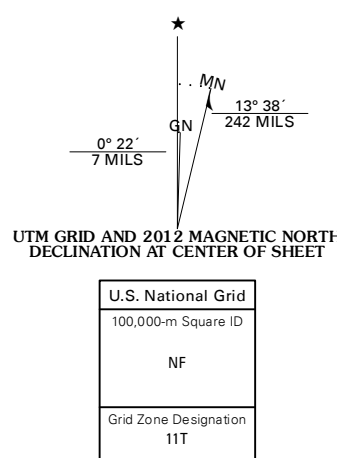 ★
MN
13° 38´
242 MILS
GN
0° 22´
7 MILS
UTM GRID AND 2012 MAGNETIC NORTH
DECLINATION AT CENTER OF SHEET
U.S. National Grid
100,000-m Square ID
NF
Grid Zone Designation
11T